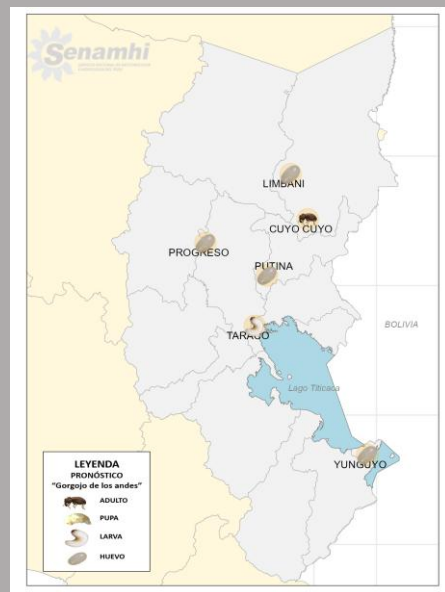 Senamhi
LIMBANI
CUYO CUYO
PROGRESO
PUTINA
TARACO
BOLIVIA
Lago Titicaca
YUNGUYO
LEYENDA
PRONÓSTICO
"Gorgojo de los andes"
ADULTO
PUPA
LARVA
HUEVO